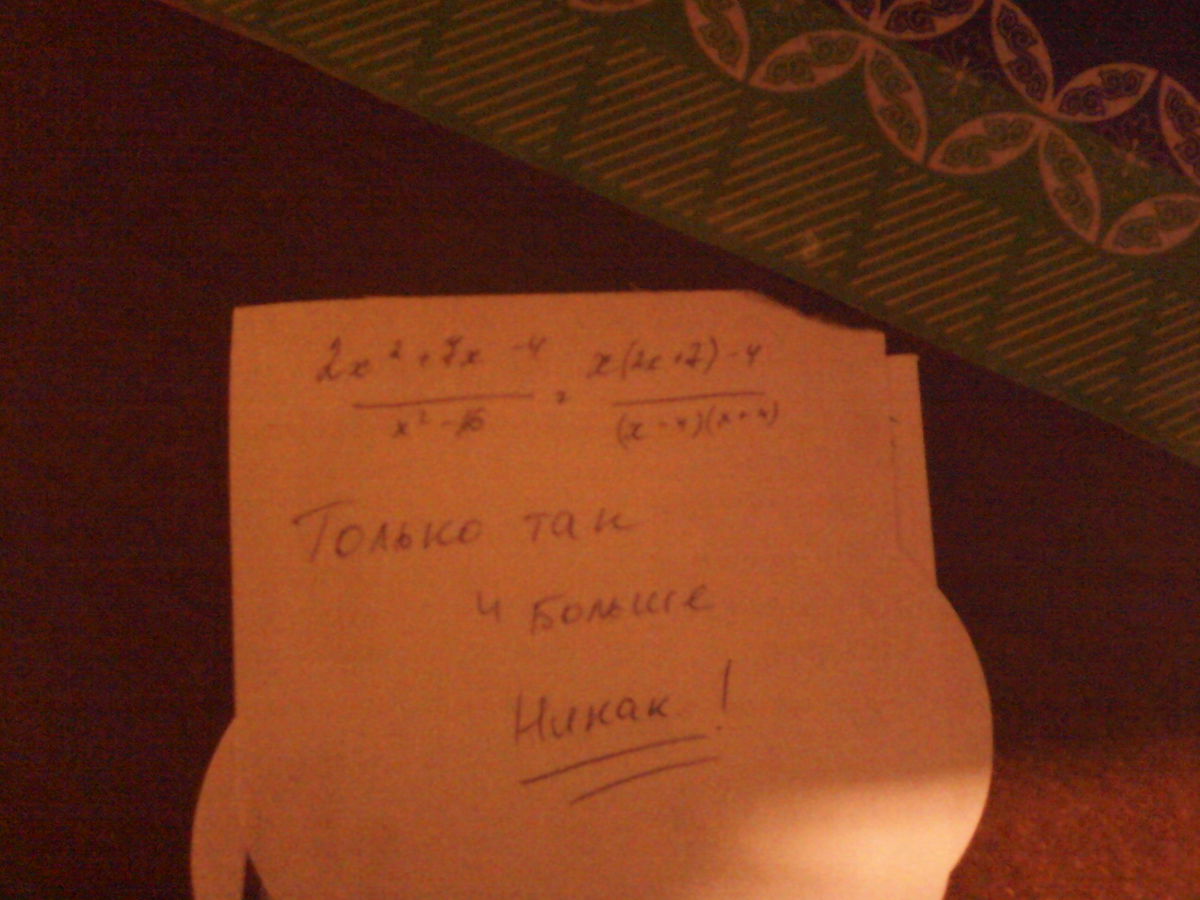 2x² + 7x - 4 / x² - 16 = x(2x + 7) - 4 / (x - 4)(x + 4)
Только так
и больше
Никак!